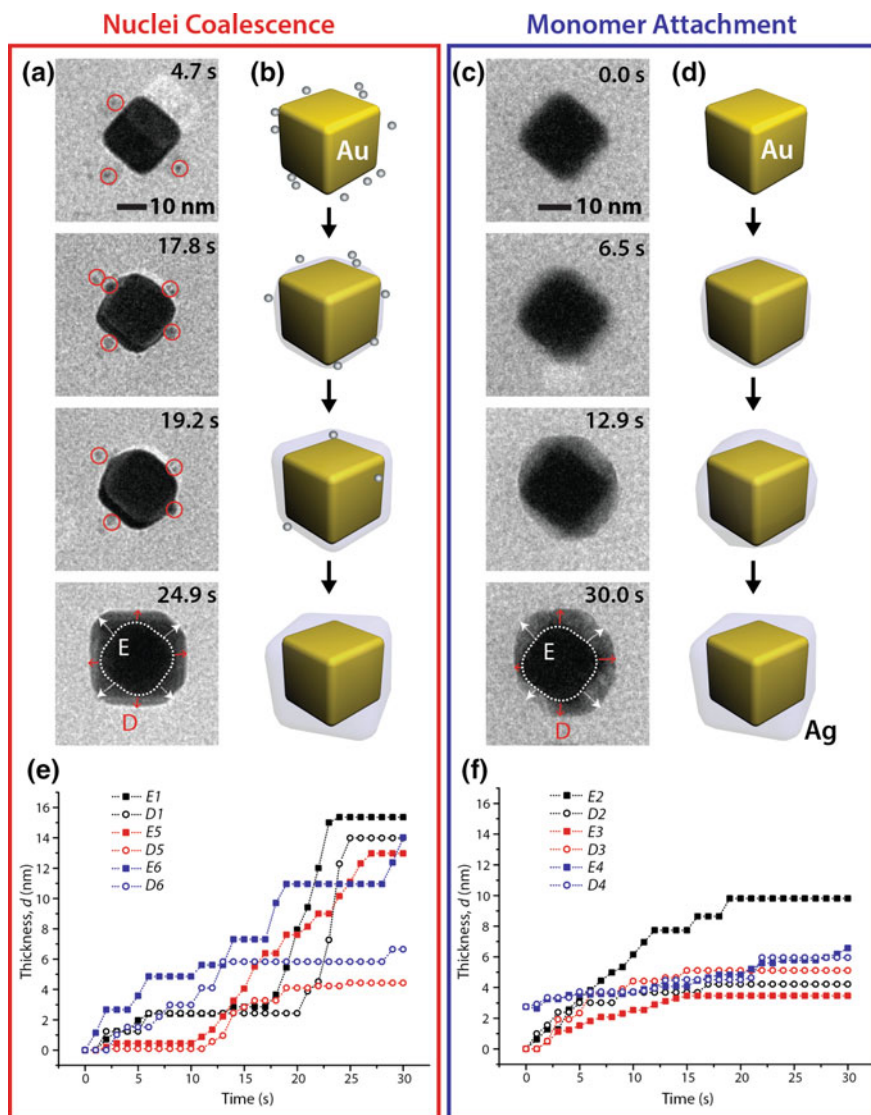 Nuclei Coalescence
Monomer Attachment
(a)
4.7 s
10 nm
17.8 s
19.2 s
24.9 s
E
D
(b)
Au
(c)
0.0 s
10 nm
6.5 s
12.9 s
30.0 s
E
D
(d)
Au
Ag
(e)
E1
D1
E5
D5
E6
D6
Thickness, d (nm)
16
14
12
10
8
6
4
2
0
0 5 10 15 20 25 30
Time (s)
(f)
E2
D2
E3
D3
E4
D4
Thickness, d (nm)
16
14
12
10
8
6
4
2
0
0 5 10 15 20 25 30
Time (s)